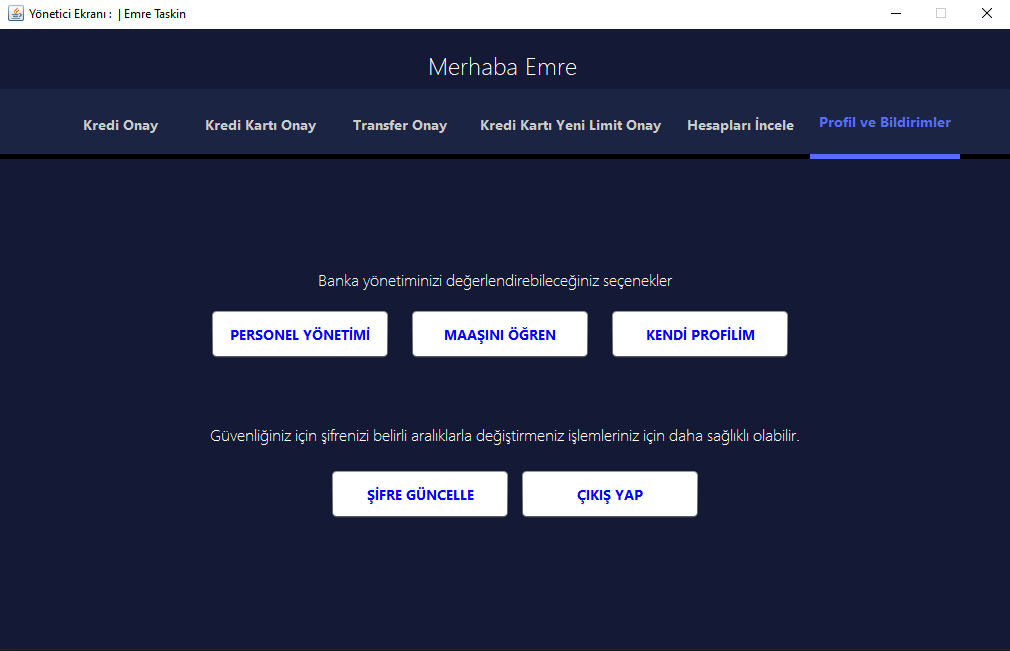 Yönetici Ekranı : | Emre Taskin
Merhaba Emre
Kredi Onay Kredi Kartı Onay Transfer Onay Kredi Kartı Yeni Limit Onay Hesapları İncele Profil ve Bildirimler
Banka yönetiminizi değerlendirebileceğiniz seçenekler
PERSONEL YÖNETİMİ MAAŞINI ÖĞREN KENDİ PROFİLİM
Güvenliğiniz için şifrenizi belirli aralıklarla değiştirmeniz işlemleriniz için daha sağlıklı olabilir.
ŞİFRE GÜNCELLE ÇIKIŞ YAP